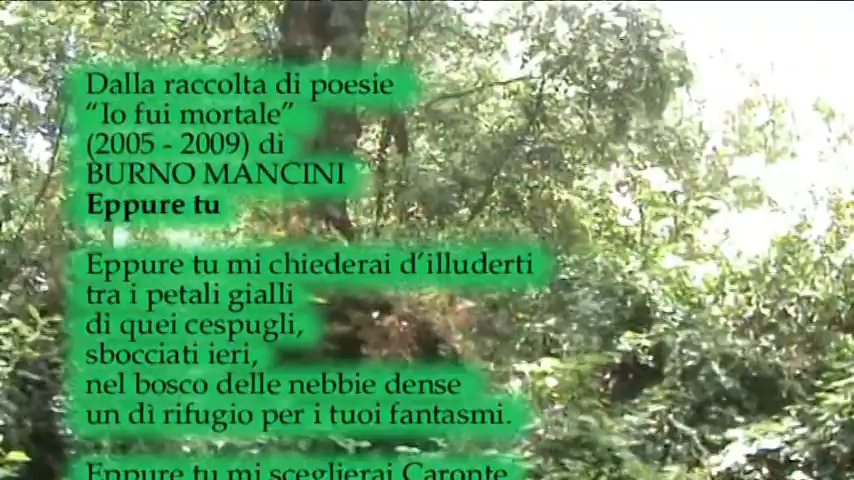 Dalla raccolta di poesie
“Io fui mortale”
(2005 - 2009) di
BURNO MANCINI
Eppure tu
Eppure tu mi chiederai d’illuderti
tra i petali gialli
di quei cespugli,
sbocciati ieri,
nel bosco delle nebbie dense
un dì rifugio per i tuoi fantasmi.
Eppure tu mi sceglierai Caronte